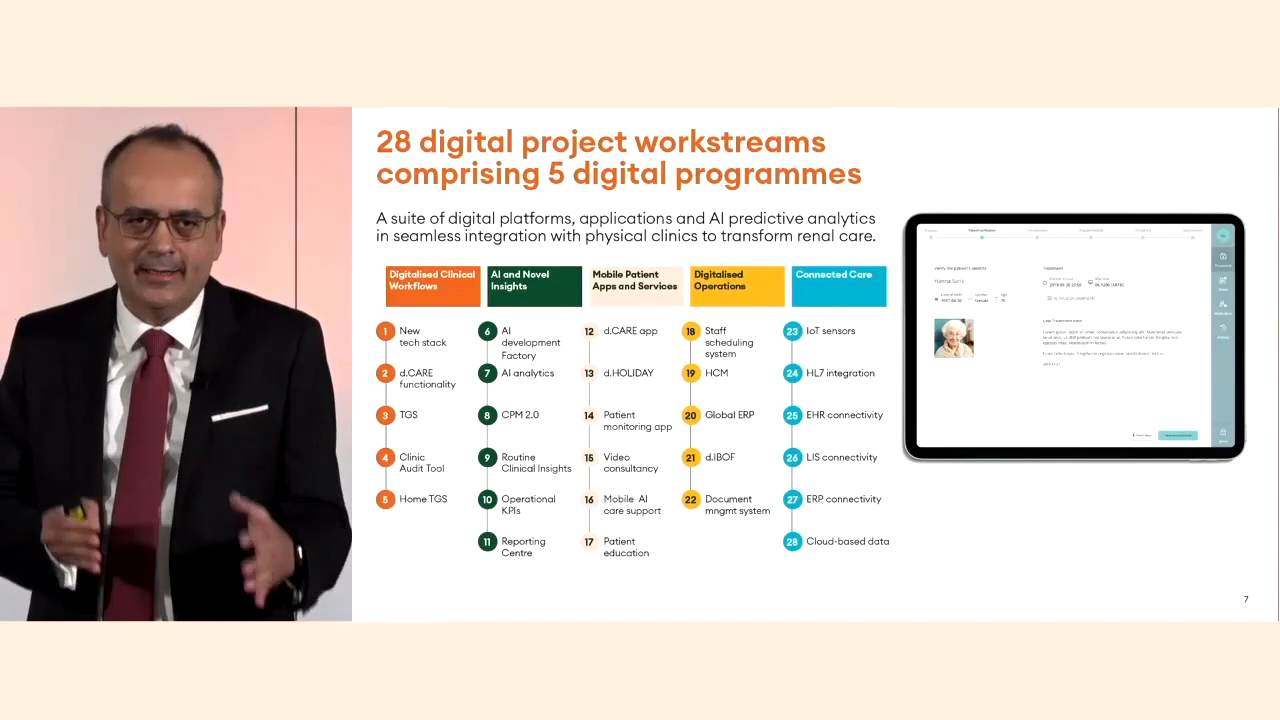 28 digital project workstreams
comprising 5 digital programmes
A suite of digital platforms, applications and AI predictive analytics
in seamless integration with physical clinics to transform renal care.
Digitalised Clinical
Workflows
1 New
tech stack
2 d.CARE
functionality
3 TGS
4 Clinic
Audit Tool
5 Home TGS
AI and Novel
Insights
6 AI
development
Factory
7 AI analytics
8 CPM 2.0
9 Routine
Clinical Insights
10 Operational
KPIs
11 Reporting
Centre
Mobile Patient
Apps and Services
12 d.CARE app
13 d.HOLIDAY
14 Patient
monitoring app
15 Video
consultancy
16 Mobile AI
care support
17 Patient
education
Digitalised
Operations
18 Staff
scheduling
system
19 HCM
20 Global ERP
21 d.IBOF
22 Document
mngmt system
Connected Care
23 IoT sensors
24 HL7 integration
25 EHR connectivity
26 LIS connectivity
27 ERP connectivity
28 Cloud-based data
Verify the patient's identity
Treatment
7